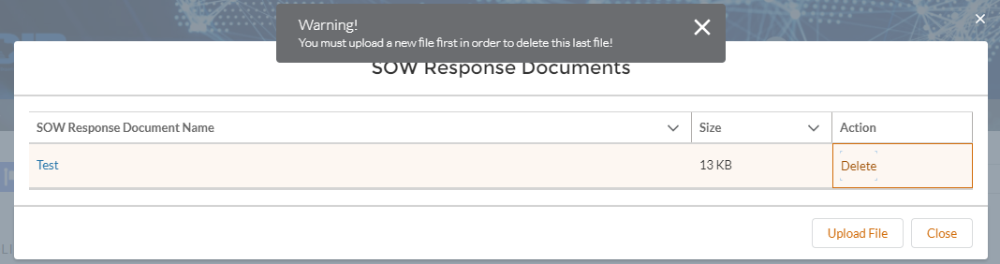 Warning!
You must upload a new file first in order to delete this last file!
SOW Response Documents
SOW Response Document Name Size Action
Test 13 KB Delete
Upload File Close